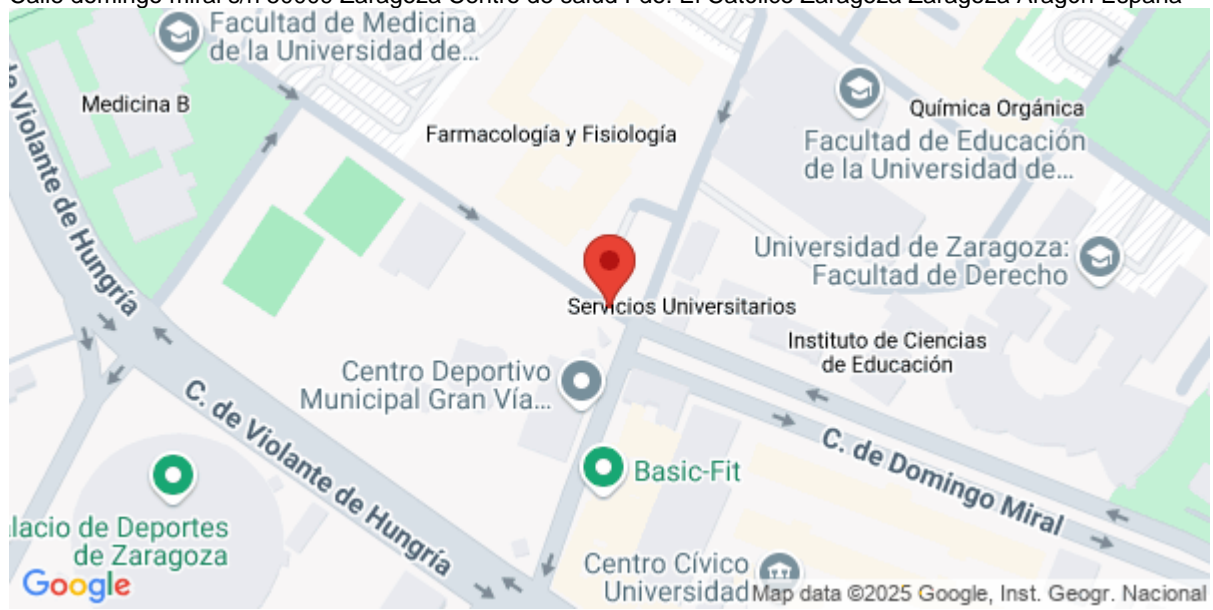 Facultad de Medicina
de la Universidad de...
Medicina B
Farmacología y Fisiología
Química Orgánica
Facultad de Educación
de la Universidad de...
de Violante de Hungría
Universidad de Zaragoza:
Facultad de Derecho
Servicios Universitarios
Instituto de Ciencias
de Educación
Centro Deportivo
Municipal Gran Vía...
C. de Violante de Hungría
C. de Domingo Miral
Basic-Fit
de Deportes
de Zaragoza
Centro Cívico
Universidad
Google
Map data ©2025 Google, Inst. Geogr. Nacional